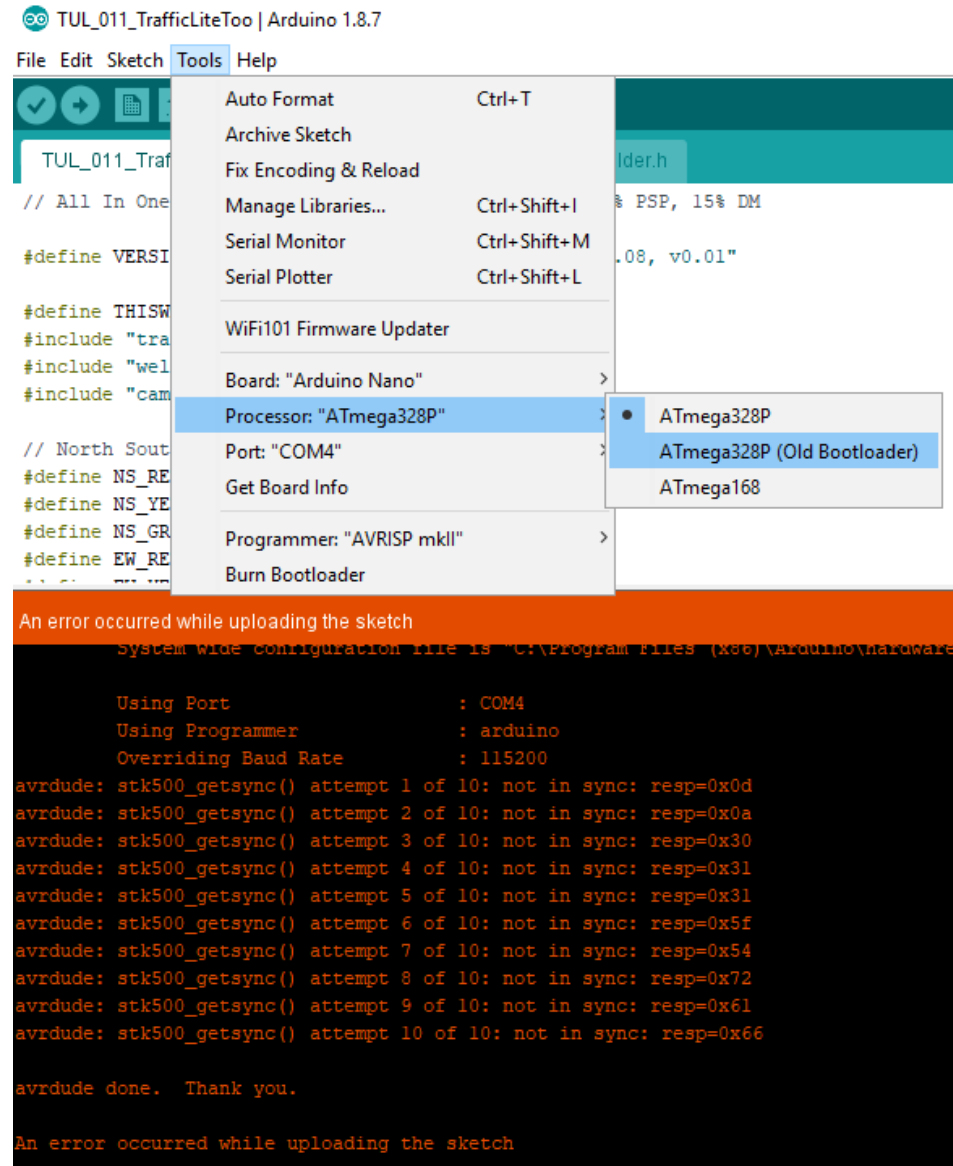 TUL_011_TrafficLiteToo | Arduino 1.8.7
File Edit Sketch Tools Help
Auto Format Ctrl+T
Archive Sketch
TUL_011_Traf Fix Encoding & Reload lder.h
// All In One Manage Libraries... Ctrl+Shift+I % PSP, 15% DM
Serial Monitor Ctrl+Shift+M
#define VERSI .08, v0.01"
Serial Plotter Ctrl+Shift+L
#define THISW
WiFi101 Firmware Updater
#include "tra
#include "wel
Board: "Arduino Nano" >
#include "cam
Processor: "ATmega328P" > ● ATmega328P
// North Sout Port: "COM4" > ATmega328P (Old Bootloader)
#define NS_RE
Get Board Info ATmega168
#define NS_YE
#define NS_GR
Programmer: "AVRISP mkII" >
#define EW_RE
Burn Bootloader
An error occurred while uploading the sketch
System wide configuration file is "C:\Program Files (x86)\Arduino\hardware
Using Port : COM4
Using Programmer : arduino
Overriding Baud Rate : 115200
avrdude: stk500_getsync() attempt 1 of 10: not in sync: resp=0x0d
avrdude: stk500_getsync() attempt 2 of 10: not in sync: resp=0x0a
avrdude: stk500_getsync() attempt 3 of 10: not in sync: resp=0x30
avrdude: stk500_getsync() attempt 4 of 10: not in sync: resp=0x31
avrdude: stk500_getsync() attempt 5 of 10: not in sync: resp=0x31
avrdude: stk500_getsync() attempt 6 of 10: not in sync: resp=0x5f
avrdude: stk500_getsync() attempt 7 of 10: not in sync: resp=0x54
avrdude: stk500_getsync() attempt 8 of 10: not in sync: resp=0x72
avrdude: stk500_getsync() attempt 9 of 10: not in sync: resp=0x61
avrdude: stk500_getsync() attempt 10 of 10: not in sync: resp=0x66
avrdude done.  Thank you.
An error occurred while uploading the sketch